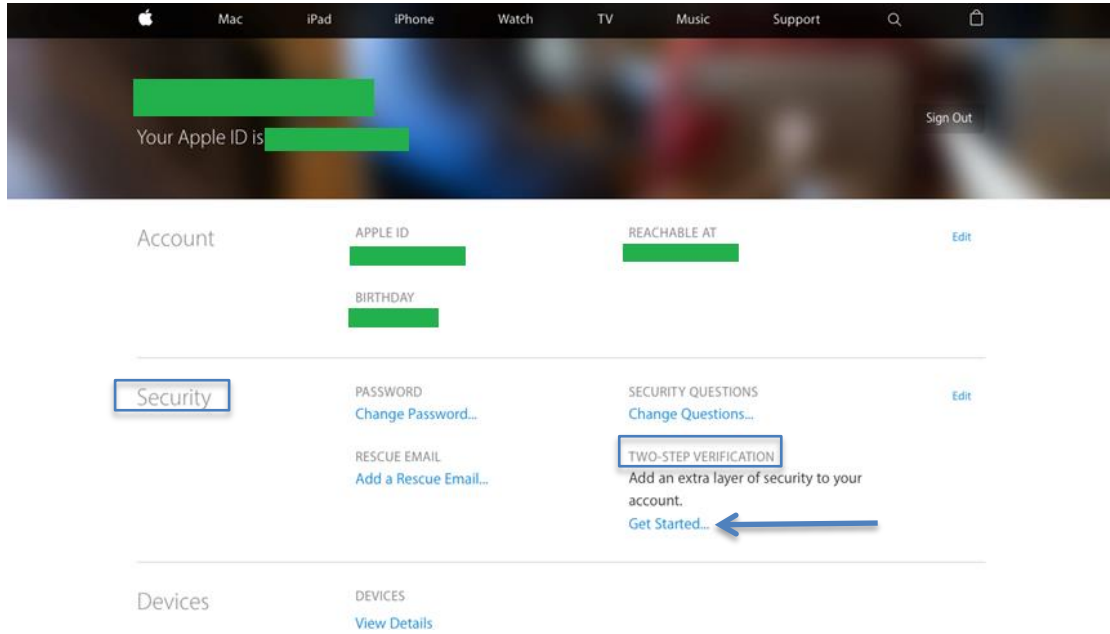 Mac iPad iPhone Watch TV Music Support
Your Apple ID is
Sign Out
Account
APPLE ID
REACHABLE AT
Edit
BIRTHDAY
Security
PASSWORD
Change Password...
SECURITY QUESTIONS
Change Questions...
Edit
RESCUE EMAIL
Add a Rescue Email...
TWO-STEP VERIFICATION
Add an extra layer of security to your
account.
Get Started...
Devices
DEVICES
View Details